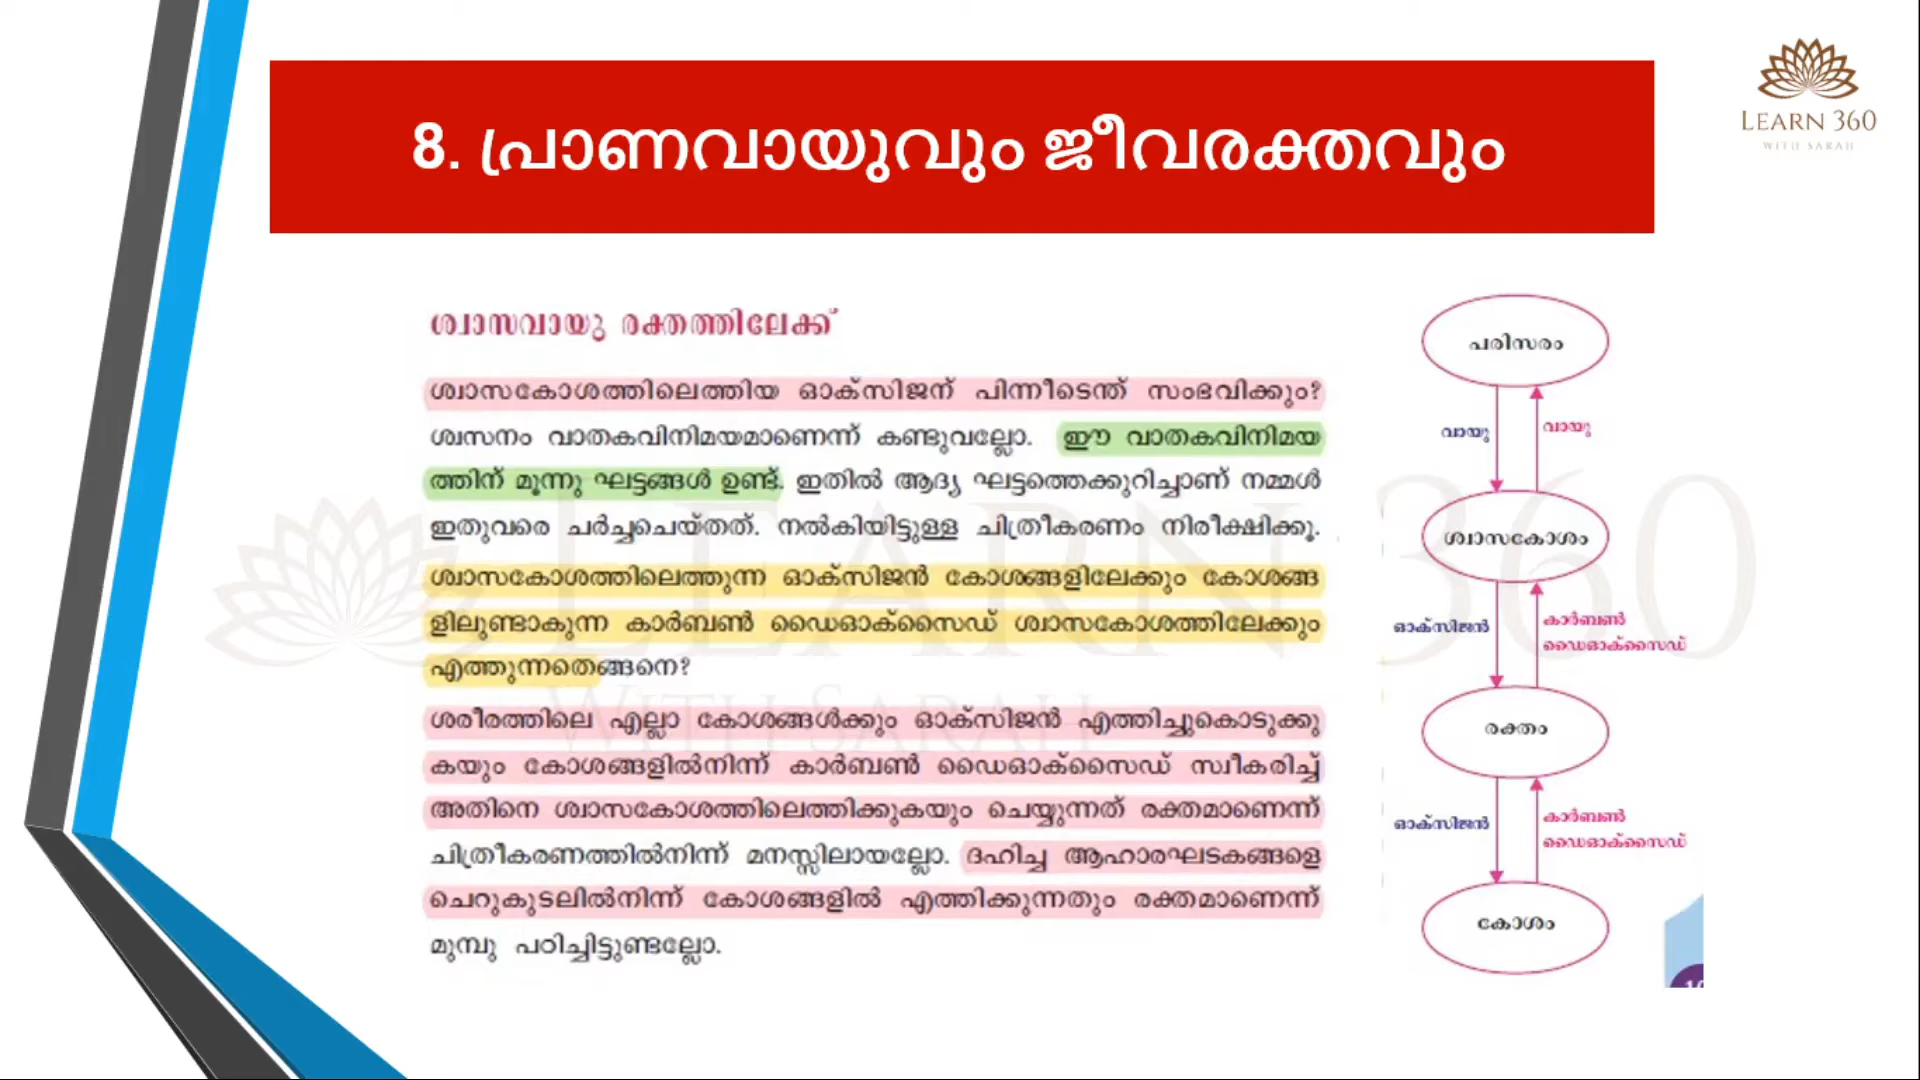 LEARN 360
WITH SARAH
8. പ്രാണവായുവും ജീവരക്തവും
ശ്വാസവായു രക്തത്തിലേക്ക്
ശ്വാസകോശത്തിലെത്തിയ ഓക്സിജന് പിന്നീടെന്ത് സംഭവിക്കും?
ശ്വസനം വാതകവിനിമയമാണെന്ന് കണ്ടുവല്ലോ. ഈ വാതകവിനിമയ
ത്തിന് മൂന്നു ഘട്ടങ്ങൾ ഉണ്ട്. ഇതിൽ ആദ്യ ഘട്ടത്തെക്കുറിച്ചാണ് നമ്മൾ
ഇതുവരെ ചർച്ചചെയ്തത്. നൽകിയിട്ടുള്ള ചിത്രീകരണം നിരീക്ഷിക്കൂ.
ശ്വാസകോശത്തിലെത്തുന്ന ഓക്സിജൻ കോശങ്ങളിലേക്കും കോശങ്ങ
ളിലുണ്ടാകുന്ന കാർബൺ ഡൈഓക്സൈഡ് ശ്വാസകോശത്തിലേക്കും
എത്തുന്നതെങ്ങനെ?
ശരീരത്തിലെ എല്ലാ കോശങ്ങൾക്കും ഓക്സിജൻ എത്തിച്ചുകൊടുക്കു
കയും കോശങ്ങളിൽനിന്ന് കാർബൺ ഡൈഓക്സൈഡ് സ്വീകരിച്ച്
അതിനെ ശ്വാസകോശത്തിലെത്തിക്കുകയും ചെയ്യുന്നത് രക്തമാണെന്ന്
ചിത്രീകരണത്തിൽനിന്ന് മനസ്സിലായല്ലോ. ദഹിച്ച ആഹാരഘടകങ്ങളെ
ചെറുകുടലിൽനിന്ന് കോശങ്ങളിൽ എത്തിക്കുന്നതും രക്തമാണെന്ന്
മുമ്പു പഠിച്ചിട്ടുണ്ടല്ലോ.
പരിസരം
വായു
വായു
ശ്വാസകോശം
ഓക്സിജൻ
കാർബൺ
ഡൈഓക്സൈഡ്
രക്തം
ഓക്സിജൻ
കാർബൺ
ഡൈഓക്സൈഡ്
കോശം
LEARN 360
WITH SARAH